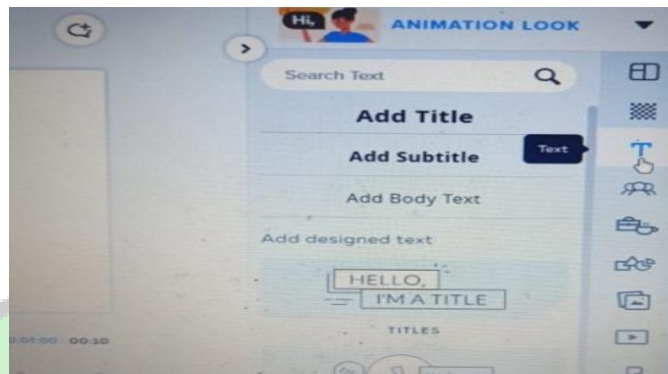 Hi,
ANIMATION LOOK
Search Text
Add Title
Add Subtitle
Text
Add Body Text
Add designed text
HELLO,
I'M A TITLE
TITLES
00:10